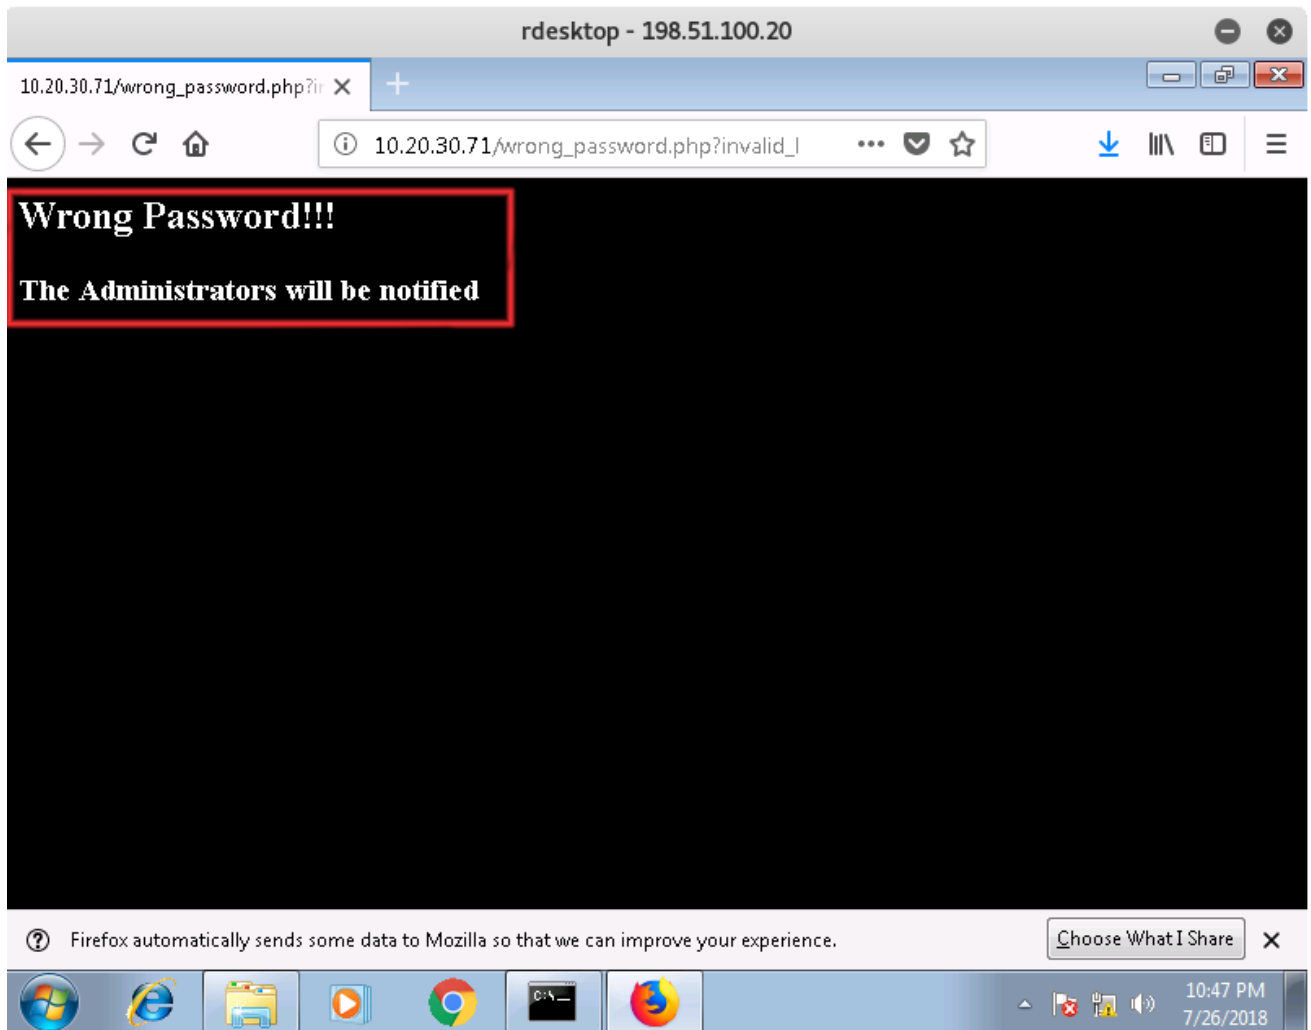 rdesktop - 198.51.100.20
10.20.30.71/wrong_password.php?ir
10.20.30.71/wrong_password.php?invalid_l
Wrong Password!!!
The Administrators will be notified
Firefox automatically sends some data to Mozilla so that we can improve your experience.
Choose What I Share
C:\_
10:47 PM
7/26/2018